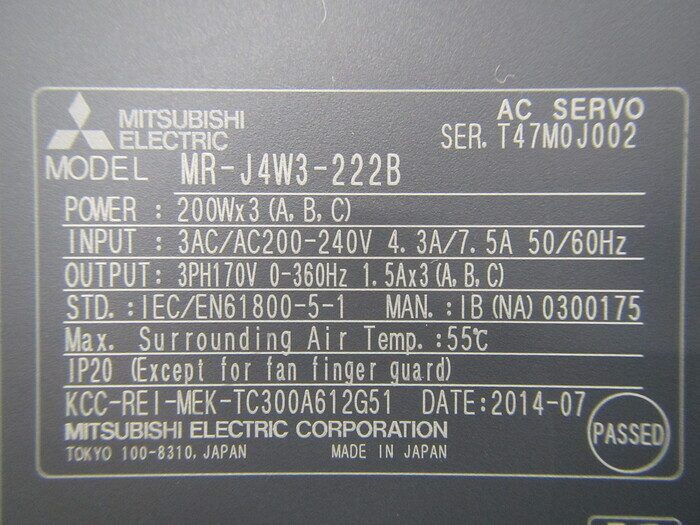 MITSUBISHI
ELECTRIC
AC SERVO
SER. T47M0J002
MODEL MR-J4W3-222B
POWER : 200Wx3 (A, B, C)
INPUT : 3AC/AC200-240V 4.3A/7.5A 50/60Hz
OUTPUT: 3PH170V 0-360Hz 1.5Ax3 (A, B, C)
STD. : IEC/EN61800-5-1 MAN. : IB (NA) 0300175
Max. Surrounding Air Temp. :55℃
IP20 (Except for fan finger guard)
KCC-REI-MEK-TC300A612G51 DATE:2014-07
MITSUBISHI ELECTRIC CORPORATION
TOKYO 100-8310, JAPAN MADE IN JAPAN
PASSED